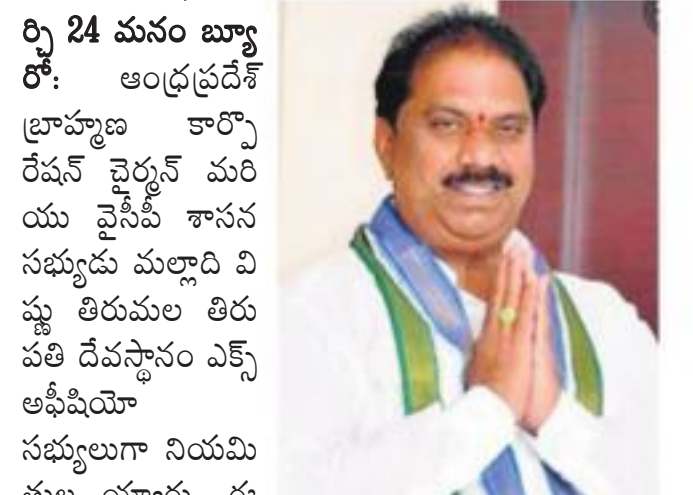 ర్చి 24 మనం బ్యూ
రో: ఆంధ్రప్రదేశ్
బ్రాహ్మణ కార్పొ
రేషన్ చైర్మన్ మరి
యు వైసీపీ శాసన
సభ్యుడు మల్లాది వి
ష్ణు తిరుమల తిరు
పతి దేవస్థానం ఎక్స్
అఫీషియో
సభ్యులుగా నియమి